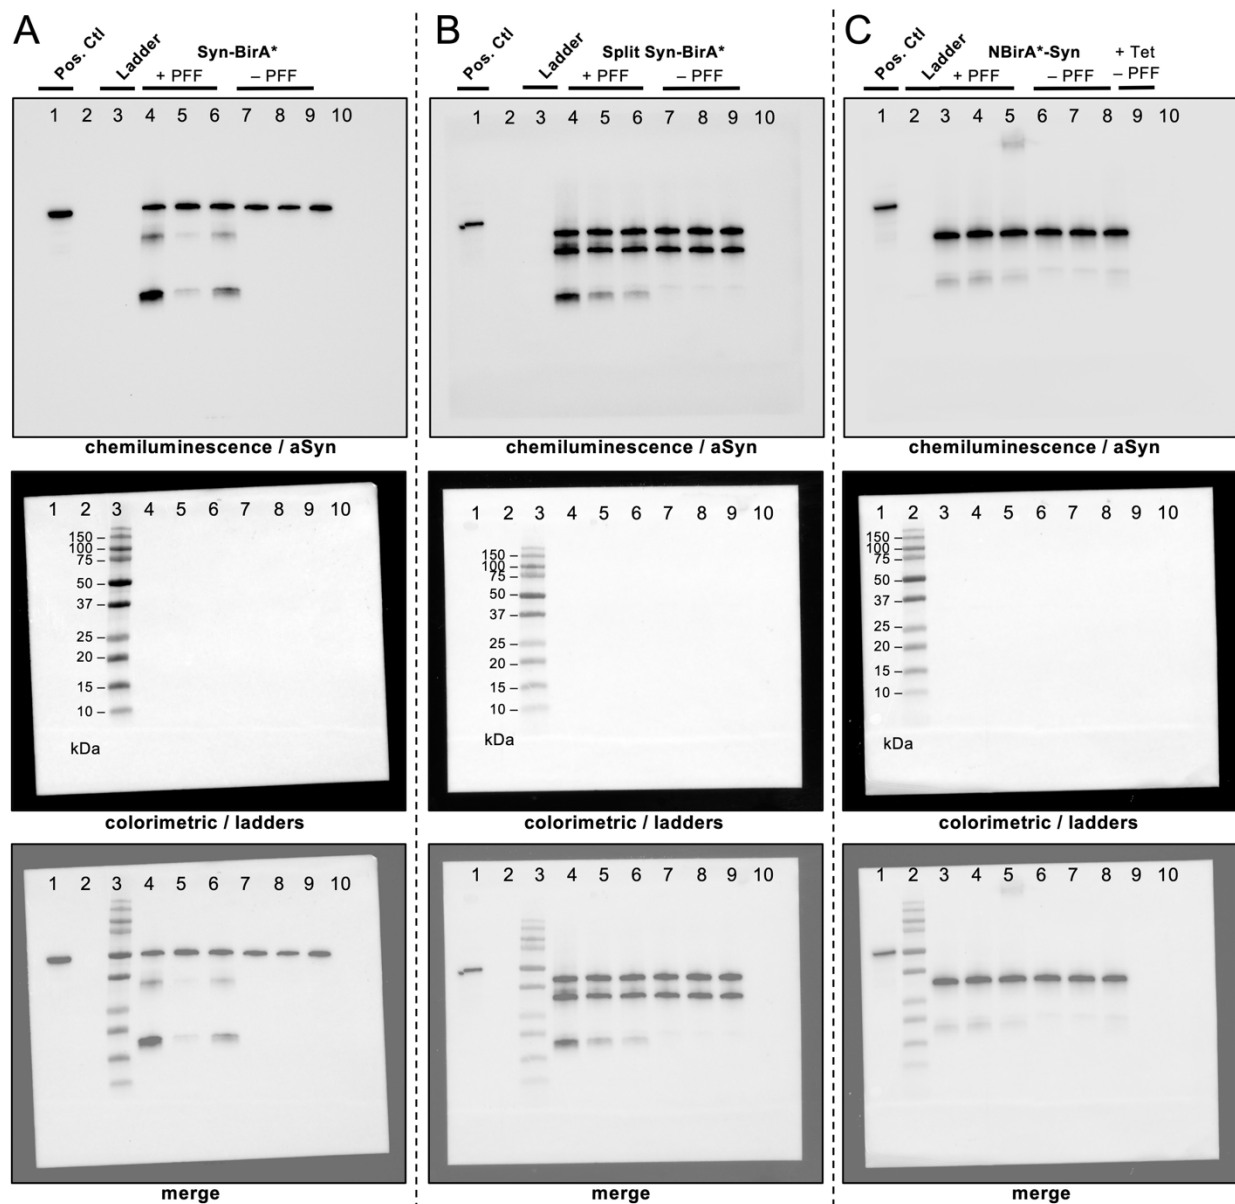 A
Pos. Ctl
Ladder
Syn-BirA*
+ PFF
– PFF
1 2 3 4 5 6 7 8 9 10
chemiluminescence / aSyn
1 2 3 4 5 6 7 8 9 10
150 –
100 –
75 –
50 –
37 –
25 –
20 –
15 –
10 –
kDa
colorimetric / ladders
1 2 3 4 5 6 7 8 9 10
merge
B
Pos. Ctl
Ladder
Split Syn-BirA*
+ PFF
– PFF
1 2 3 4 5 6 7 8 9 10
chemiluminescence / aSyn
1 2 3 4 5 6 7 8 9 10
150 –
100 –
75 –
50 –
37 –
25 –
20 –
15 –
10 –
kDa
colorimetric / ladders
1 2 3 4 5 6 7 8 9 10
merge
C
Pos. Ctl
Ladder
NBirA*-Syn
+ Tet
+ PFF
– PFF
– PFF
1 2 3 4 5 6 7 8 9 10
chemiluminescence / aSyn
1 2 3 4 5 6 7 8 9 10
150 –
100 –
75 –
50 –
37 –
25 –
20 –
15 –
10 –
kDa
colorimetric / ladders
1 2 3 4 5 6 7 8 9 10
merge